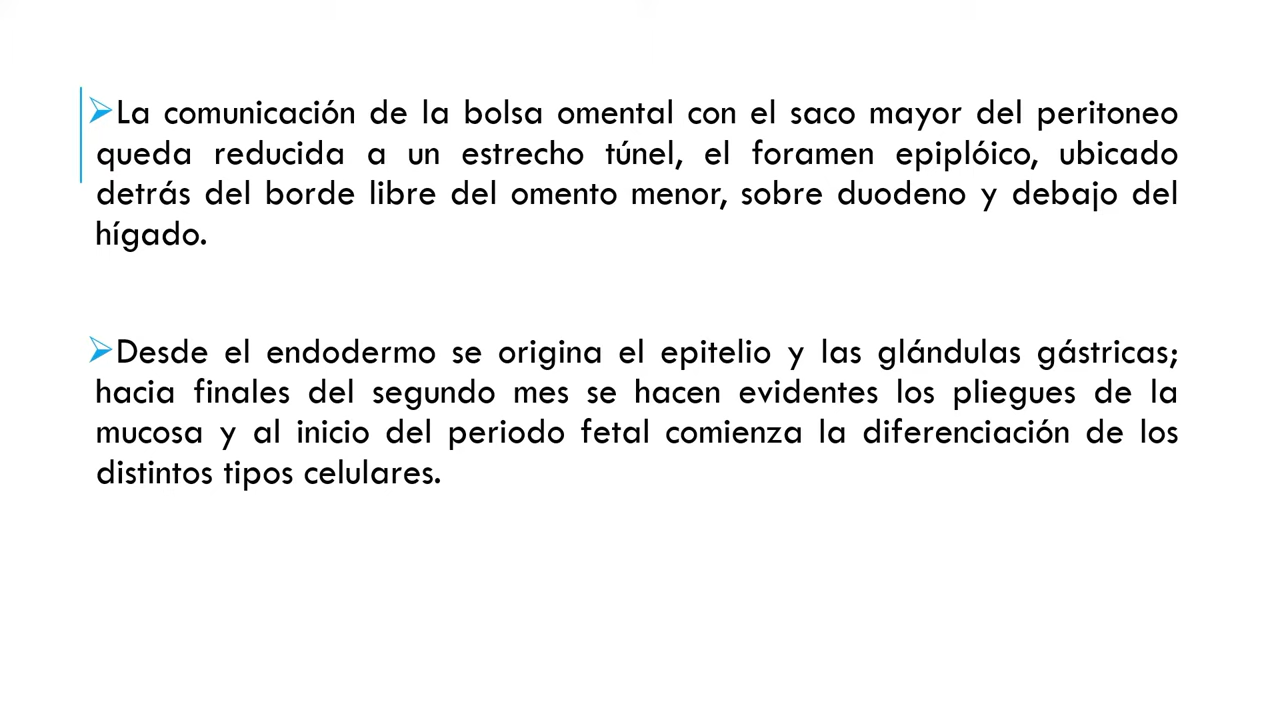 ➢La comunicación de la bolsa omental con el saco mayor del peritoneo
queda reducida a un estrecho túnel, el foramen epiplóico, ubicado
detrás del borde libre del omento menor, sobre duodeno y debajo del
hígado.
➢Desde el endodermo se origina el epitelio y las glándulas gástricas;
hacia finales del segundo mes se hacen evidentes los pliegues de la
mucosa y al inicio del periodo fetal comienza la diferenciación de los
distintos tipos celulares.